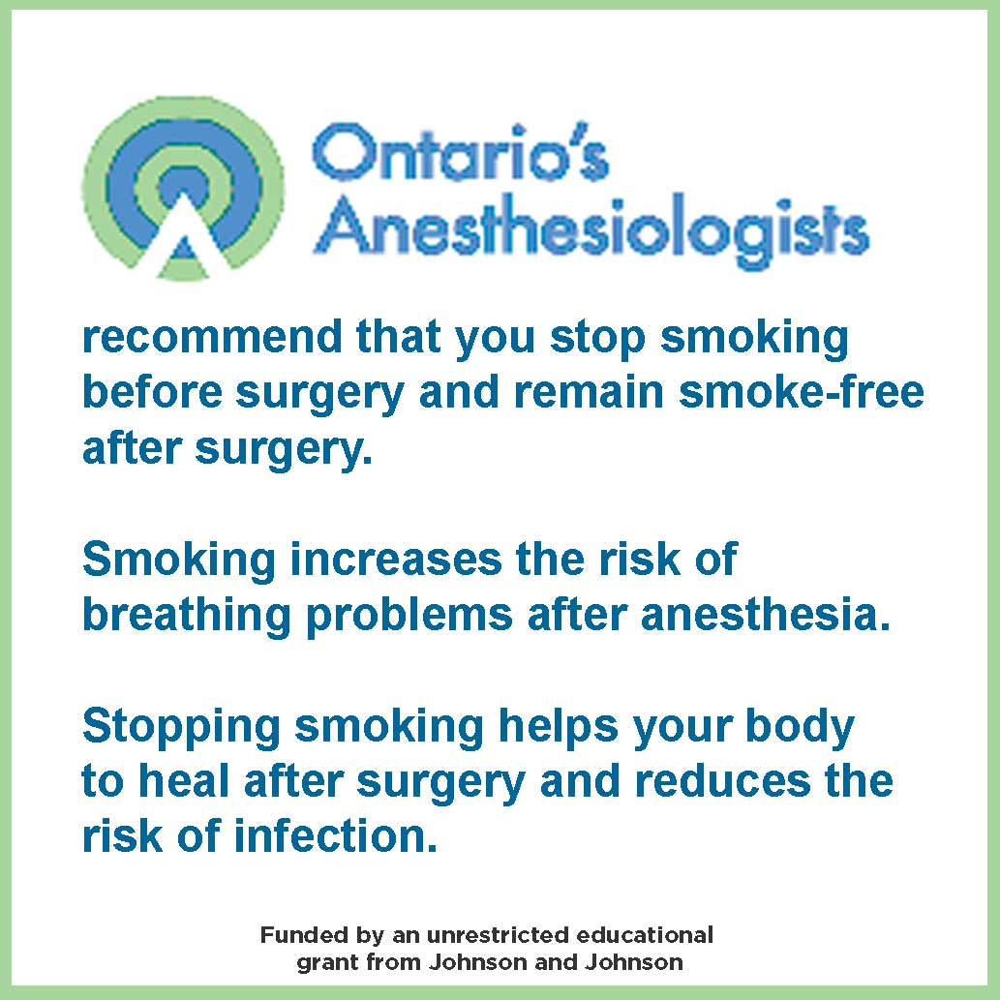 Ontario's
Anesthesiologists
recommend that you stop smoking
before surgery and remain smoke-free
after surgery.
Smoking increases the risk of
breathing problems after anesthesia.
Stopping smoking helps your body
to heal after surgery and reduces the
risk of infection.
Funded by an unrestricted educational
grant from Johnson and Johnson